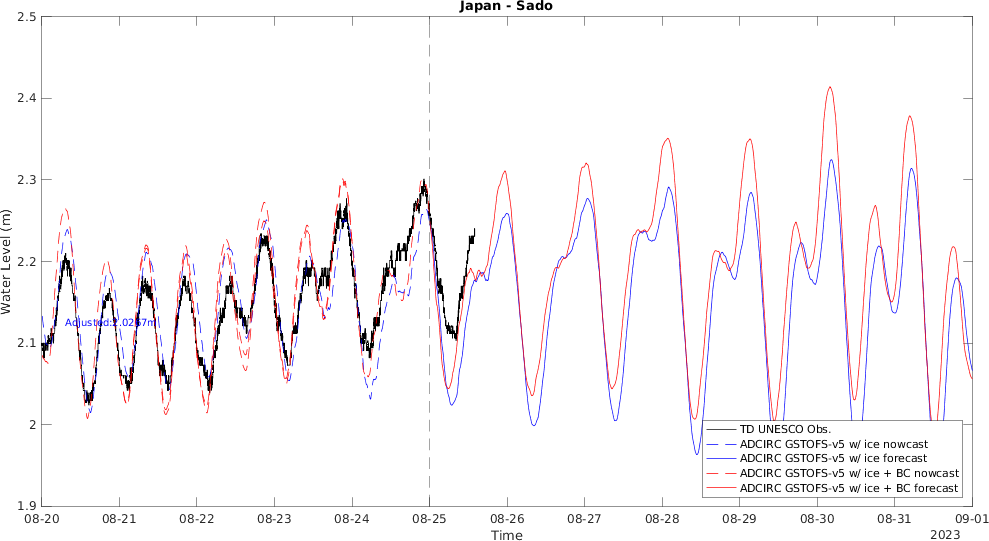 Japan - Sado
Water Level (m)
2.5
2.4
2.3
2.2
2.1
2
1.9
08-20
08-21
08-22
08-23
08-24
08-25
08-26
08-27
08-28
08-29
08-30
08-31
09-01
Time
2023
TD UNESCO Obs.
ADCIRC GSTOFS-v5 w/ ice nowcast
ADCIRC GSTOFS-v5 w/ ice forecast
ADCIRC GSTOFS-v5 w/ ice + BC nowcast
ADCIRC GSTOFS-v5 w/ ice + BC forecast